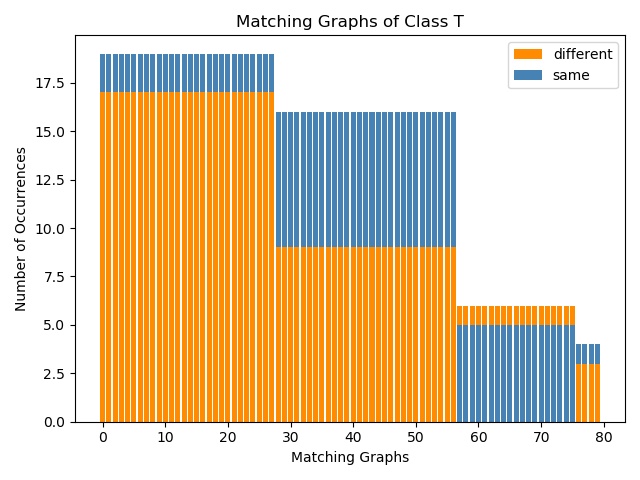 Matching Graphs of Class T
different
same
17.5
15.0
12.5
10.0
7.5
5.0
2.5
0.0
Number of Occurrences
0 10 20 30 40 50 60 70 80
Matching Graphs